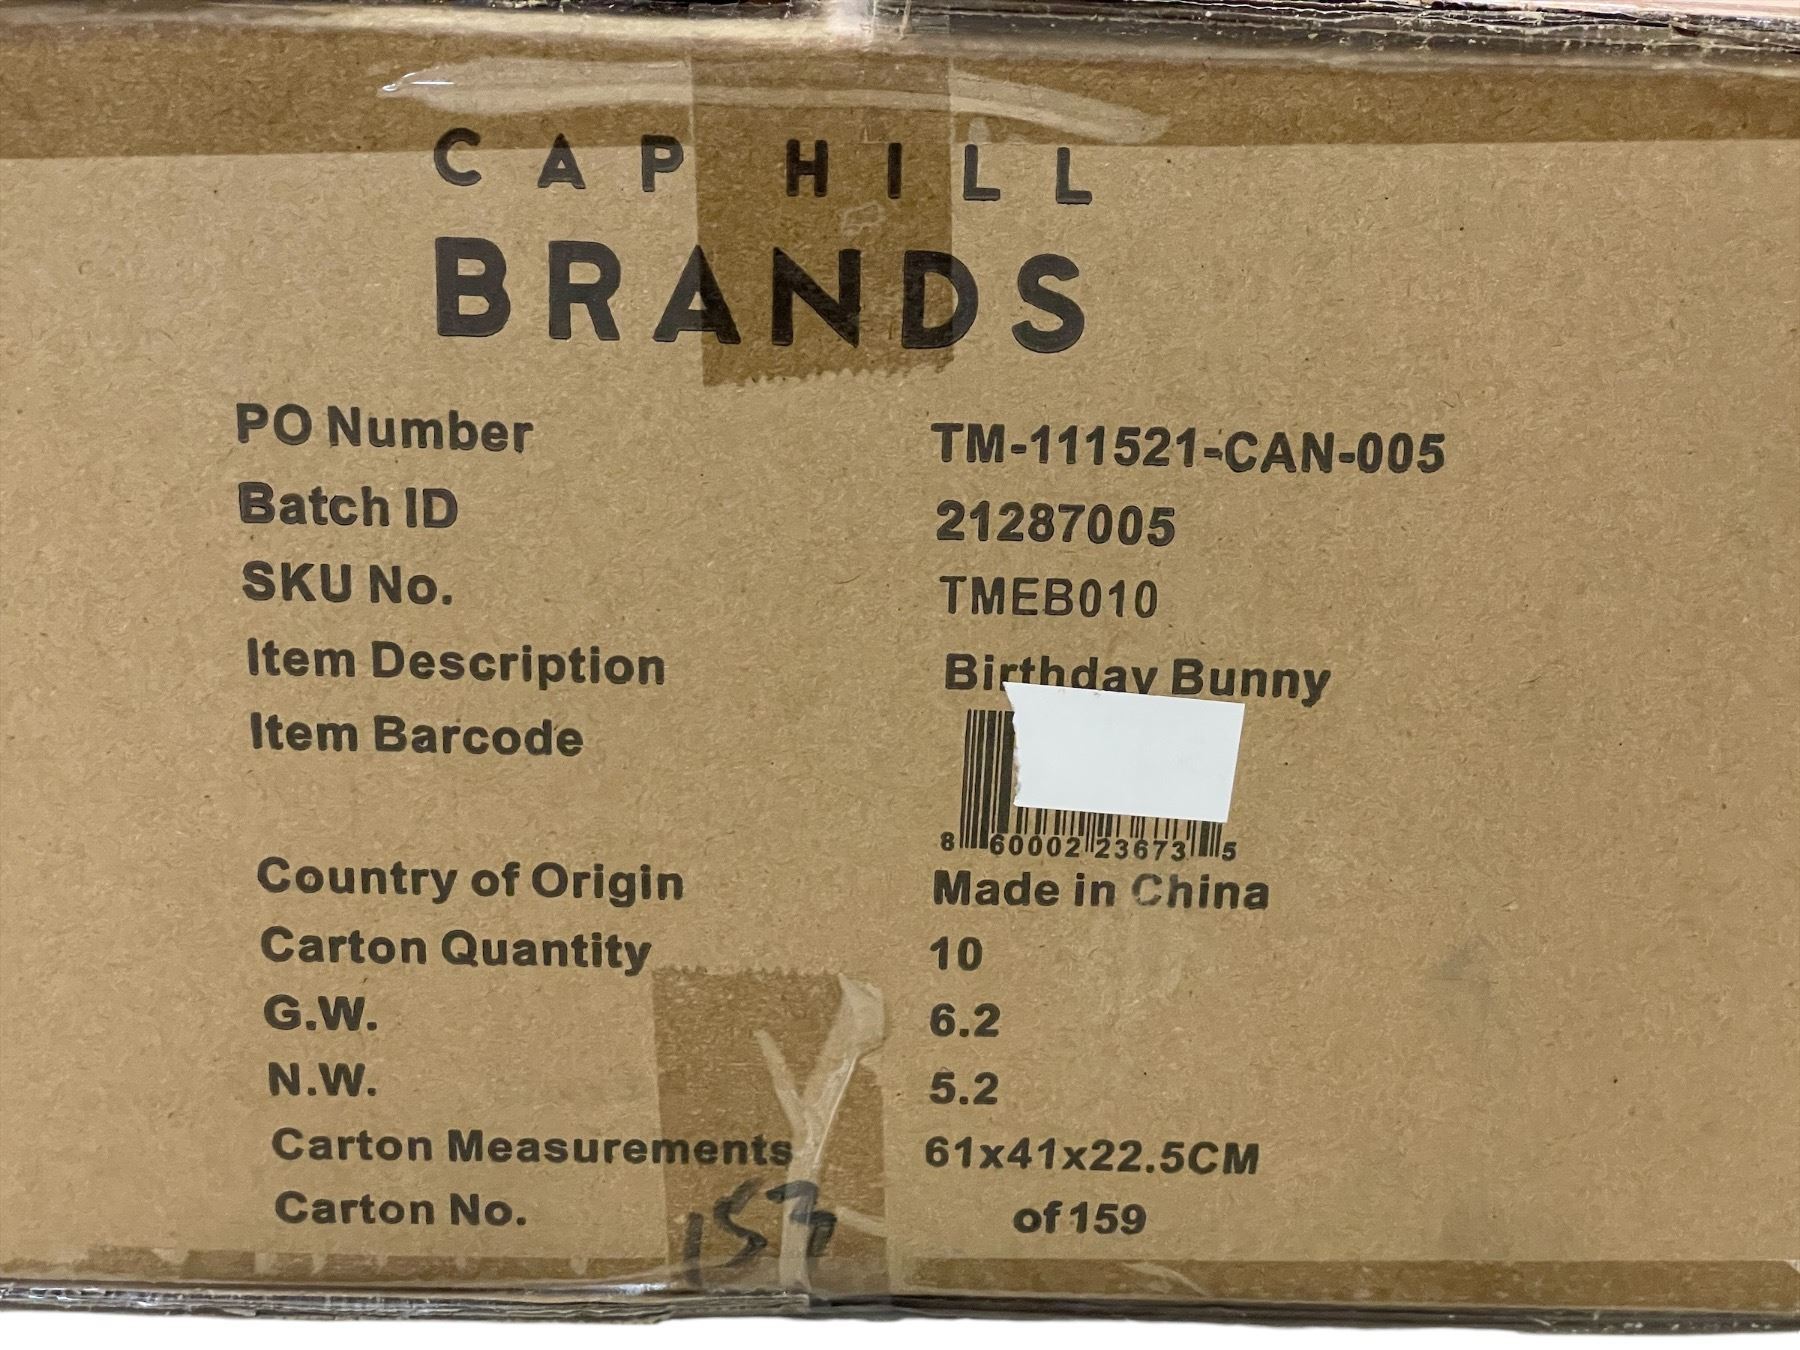 CAP HILL
BRANDS
PO Number TM-111521-CAN-005
Batch ID 21287005
SKU No. TMEB010
Item Description Birthday Bunny
Item Barcode
8 60002 23673 5
Country of Origin Made in China
Carton Quantity 10
G.W. 6.2
N.W. 5.2
Carton Measurements 61x41x22.5CM
Carton No. 153 of 159